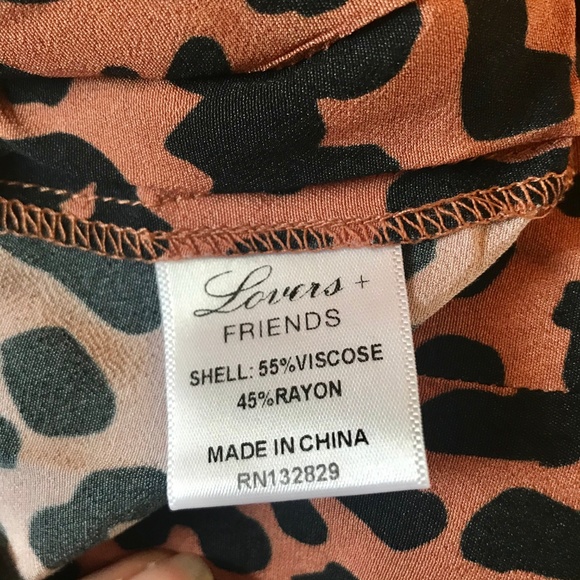 Lovers +
FRIENDS
SHELL: 55%VISCOSE
45%RAYON
MADE IN CHINA
RN132829